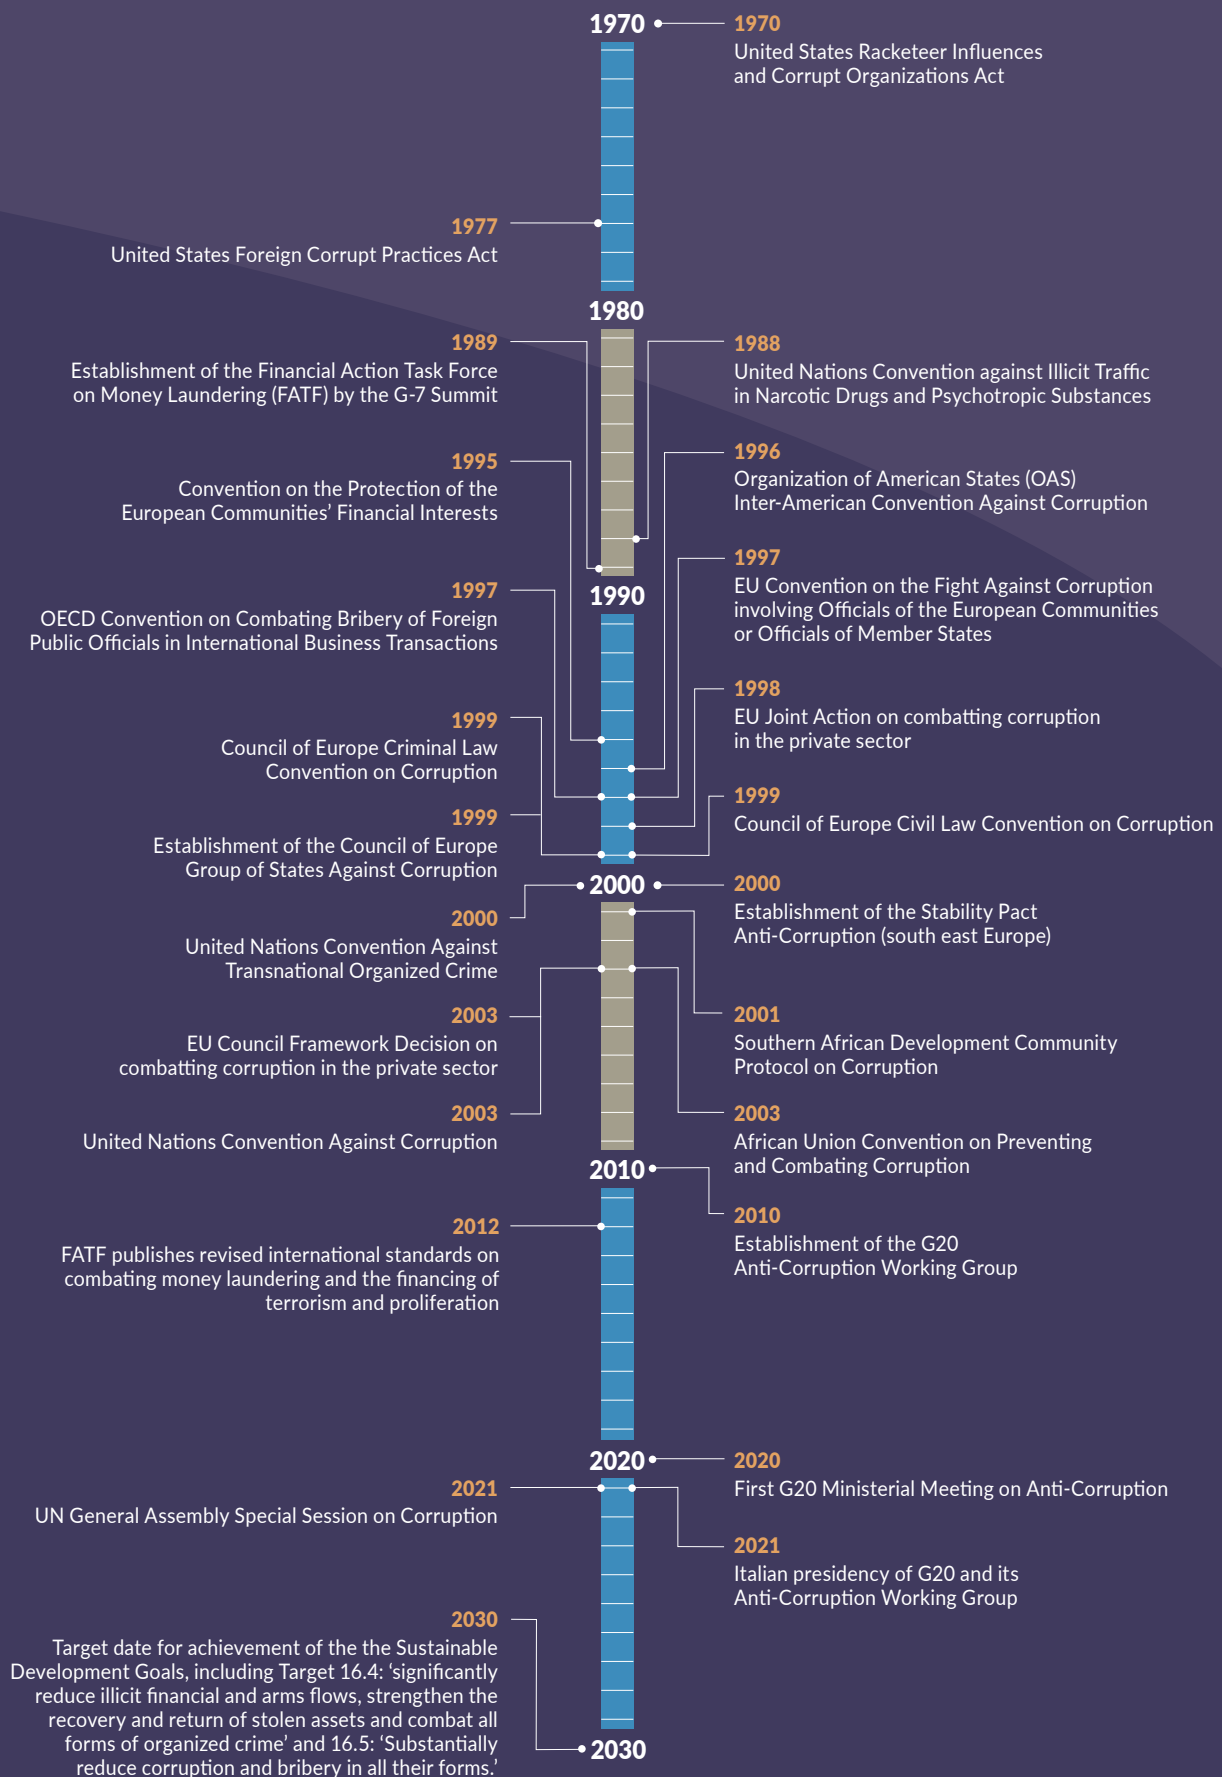 1970
1970
United States Racketeer Influences
and Corrupt Organizations Act
1977
United States Foreign Corrupt Practices Act
1980
1989
Establishment of the Financial Action Task Force
on Money Laundering (FATF) by the G-7 Summit
1988
United Nations Convention against Illicit Traffic
in Narcotic Drugs and Psychotropic Substances
1995
Convention on the Protection of the
European Communities’ Financial Interests
1996
Organization of American States (OAS)
Inter-American Convention Against Corruption
1997
OECD Convention on Combating Bribery of Foreign
Public Officials in International Business Transactions
1990
1997
EU Convention on the Fight Against Corruption
involving Officials of the European Communities
or Officials of Member States
1999
Council of Europe Criminal Law
Convention on Corruption
1998
EU Joint Action on combatting corruption
in the private sector
1999
Establishment of the Council of Europe
Group of States Against Corruption
1999
Council of Europe Civil Law Convention on Corruption
2000
2000
United Nations Convention Against
Transnational Organized Crime
2000
Establishment of the Stability Pact
Anti-Corruption (south east Europe)
2003
EU Council Framework Decision on
combatting corruption in the private sector
2001
Southern African Development Community
Protocol on Corruption
2003
United Nations Convention Against Corruption
2003
African Union Convention on Preventing
and Combating Corruption
2010
2010
Establishment of the G20
Anti-Corruption Working Group
2012
FATF publishes revised international standards on
combating money laundering and the financing of
terrorism and proliferation
2020
2020
First G20 Ministerial Meeting on Anti-Corruption
2021
UN General Assembly Special Session on Corruption
2021
Italian presidency of G20 and its
Anti-Corruption Working Group
2030
Target date for achievement of the the Sustainable
Development Goals, including Target 16.4: ‘significantly
reduce illicit financial and arms flows, strengthen the
recovery and return of stolen assets and combat all
forms of organized crime’ and 16.5: ‘Substantially
reduce corruption and bribery in all their forms.’
2030